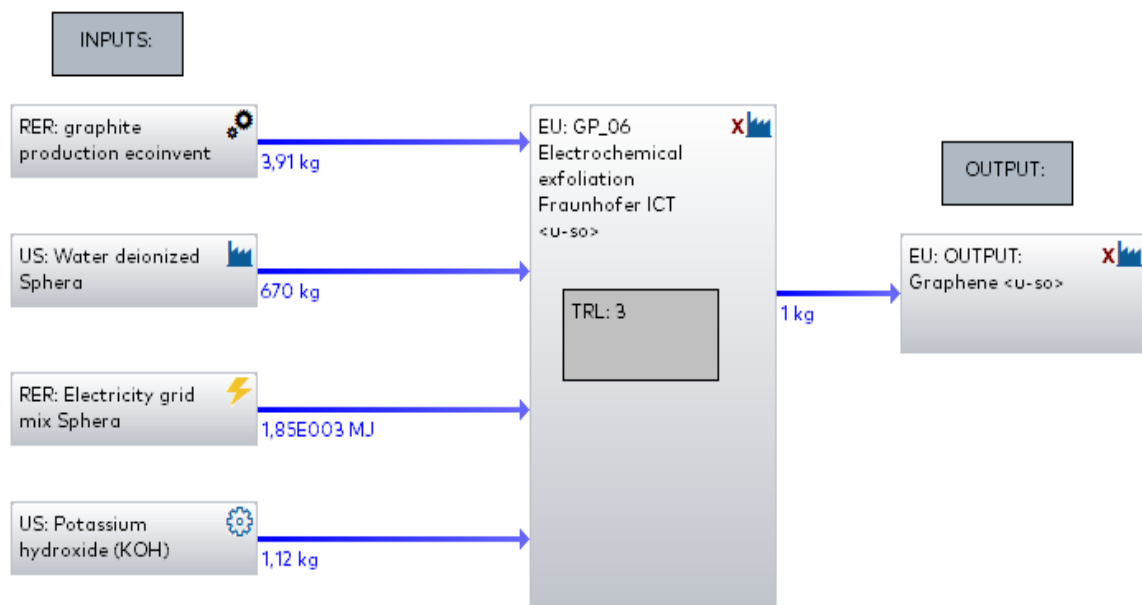 INPUTS:
RER: graphite
production ecoinvent
3,91 kg
US: Water deionized
Sphera
670 kg
RER: Electricity grid
mix Sphera
1,85E003 MJ
US: Potassium
hydroxide (KOH)
1,12 kg
EU: GP_06
Electrochemical
exfoliation
Fraunhofer ICT
<u-so>
X
TRL: 3
1 kg
OUTPUT:
EU: OUTPUT:
Graphene <u-so>
X